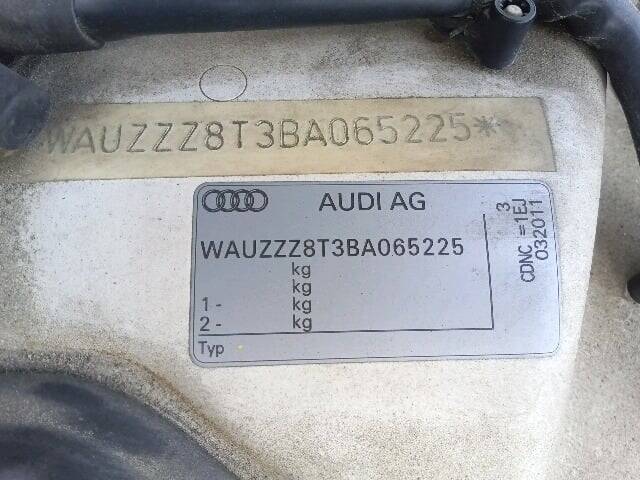 WAUZZZ8T3BA065225*
AUDI AG
WAUZZZ8T3BA065225
kg
kg
1 - kg
2 - kg
Typ
3
CDNC =1EJ
032011